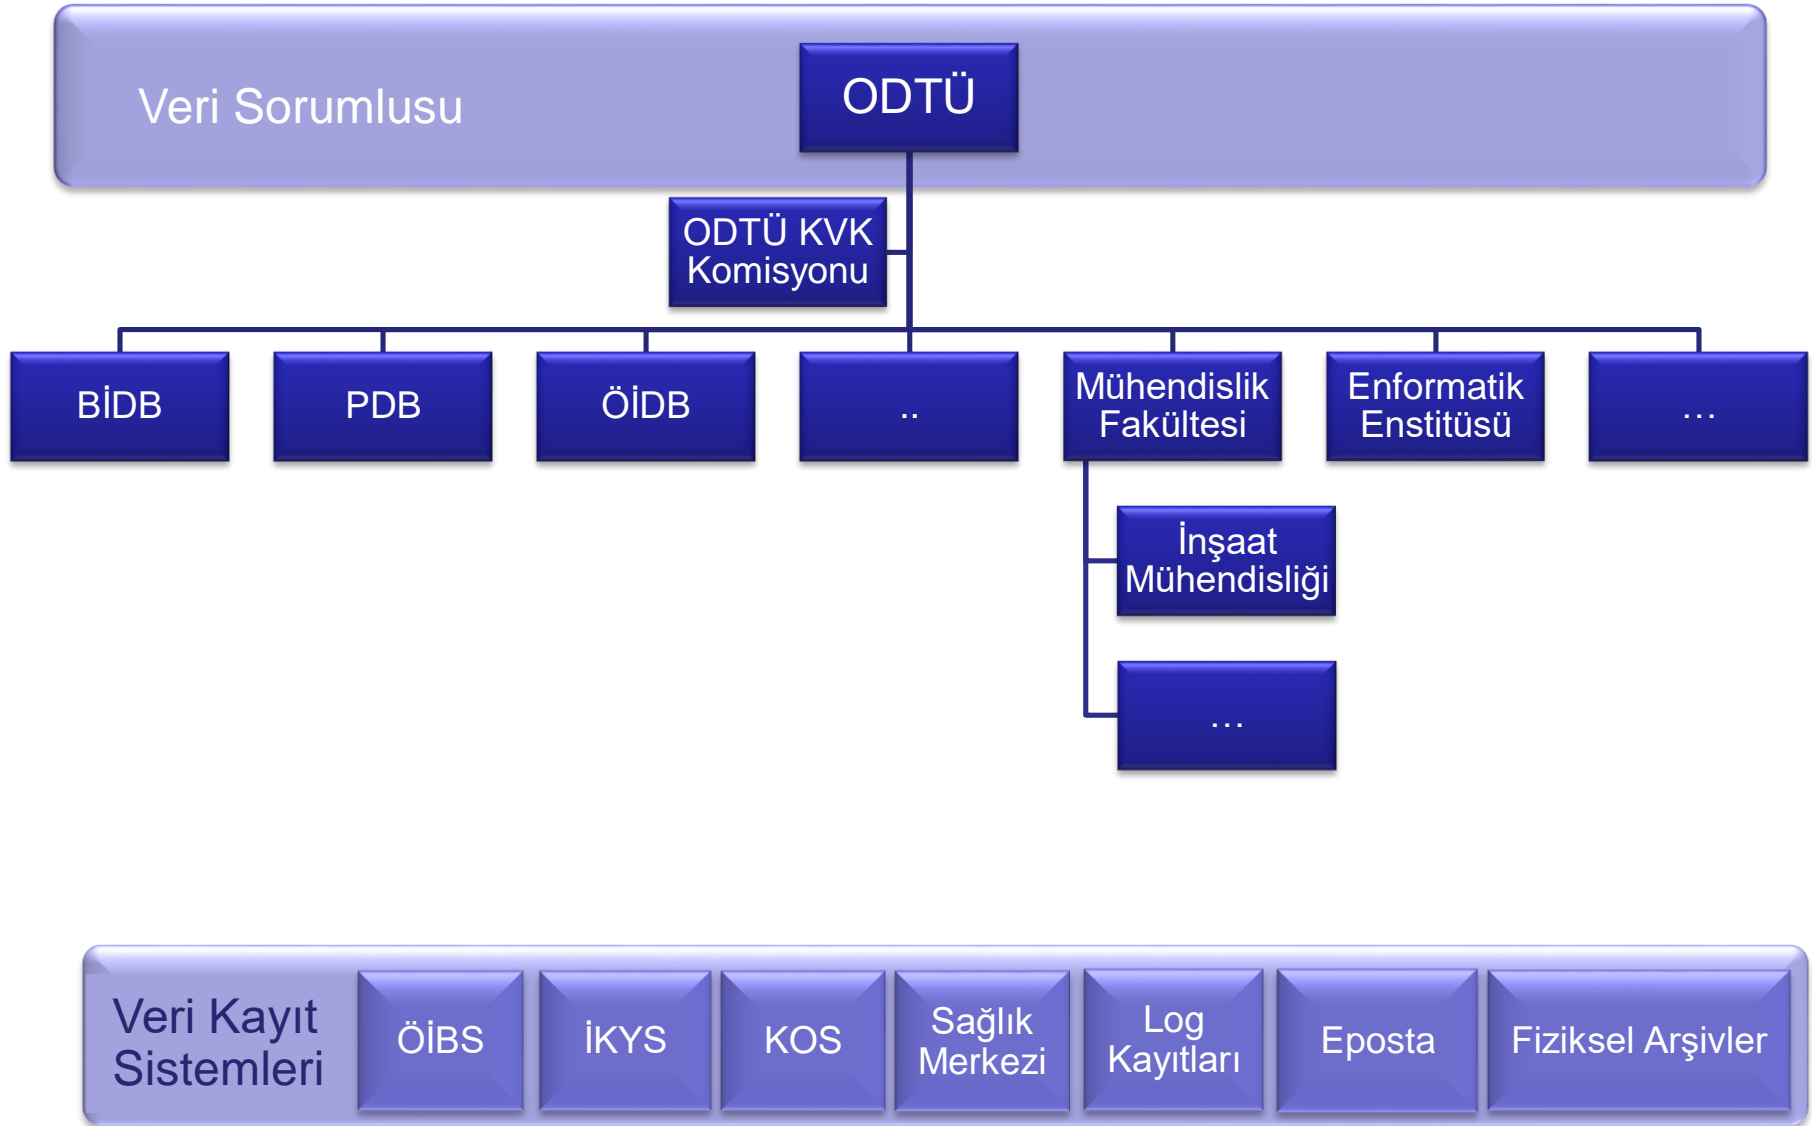 Veri Sorumlusu
ODTÜ
ODTÜ KVK
Komisyonu
BİDB
PDB
ÖİDB
..
Mühendislik
Fakültesi
Enformatik
Enstitüsü
...
İnşaat
Mühendisliği
...
Veri Kayıt
Sistemleri
ÖİBS
İKYS
KOS
Sağlık
Merkezi
Log
Kayıtları
Eposta
Fiziksel Arşivler